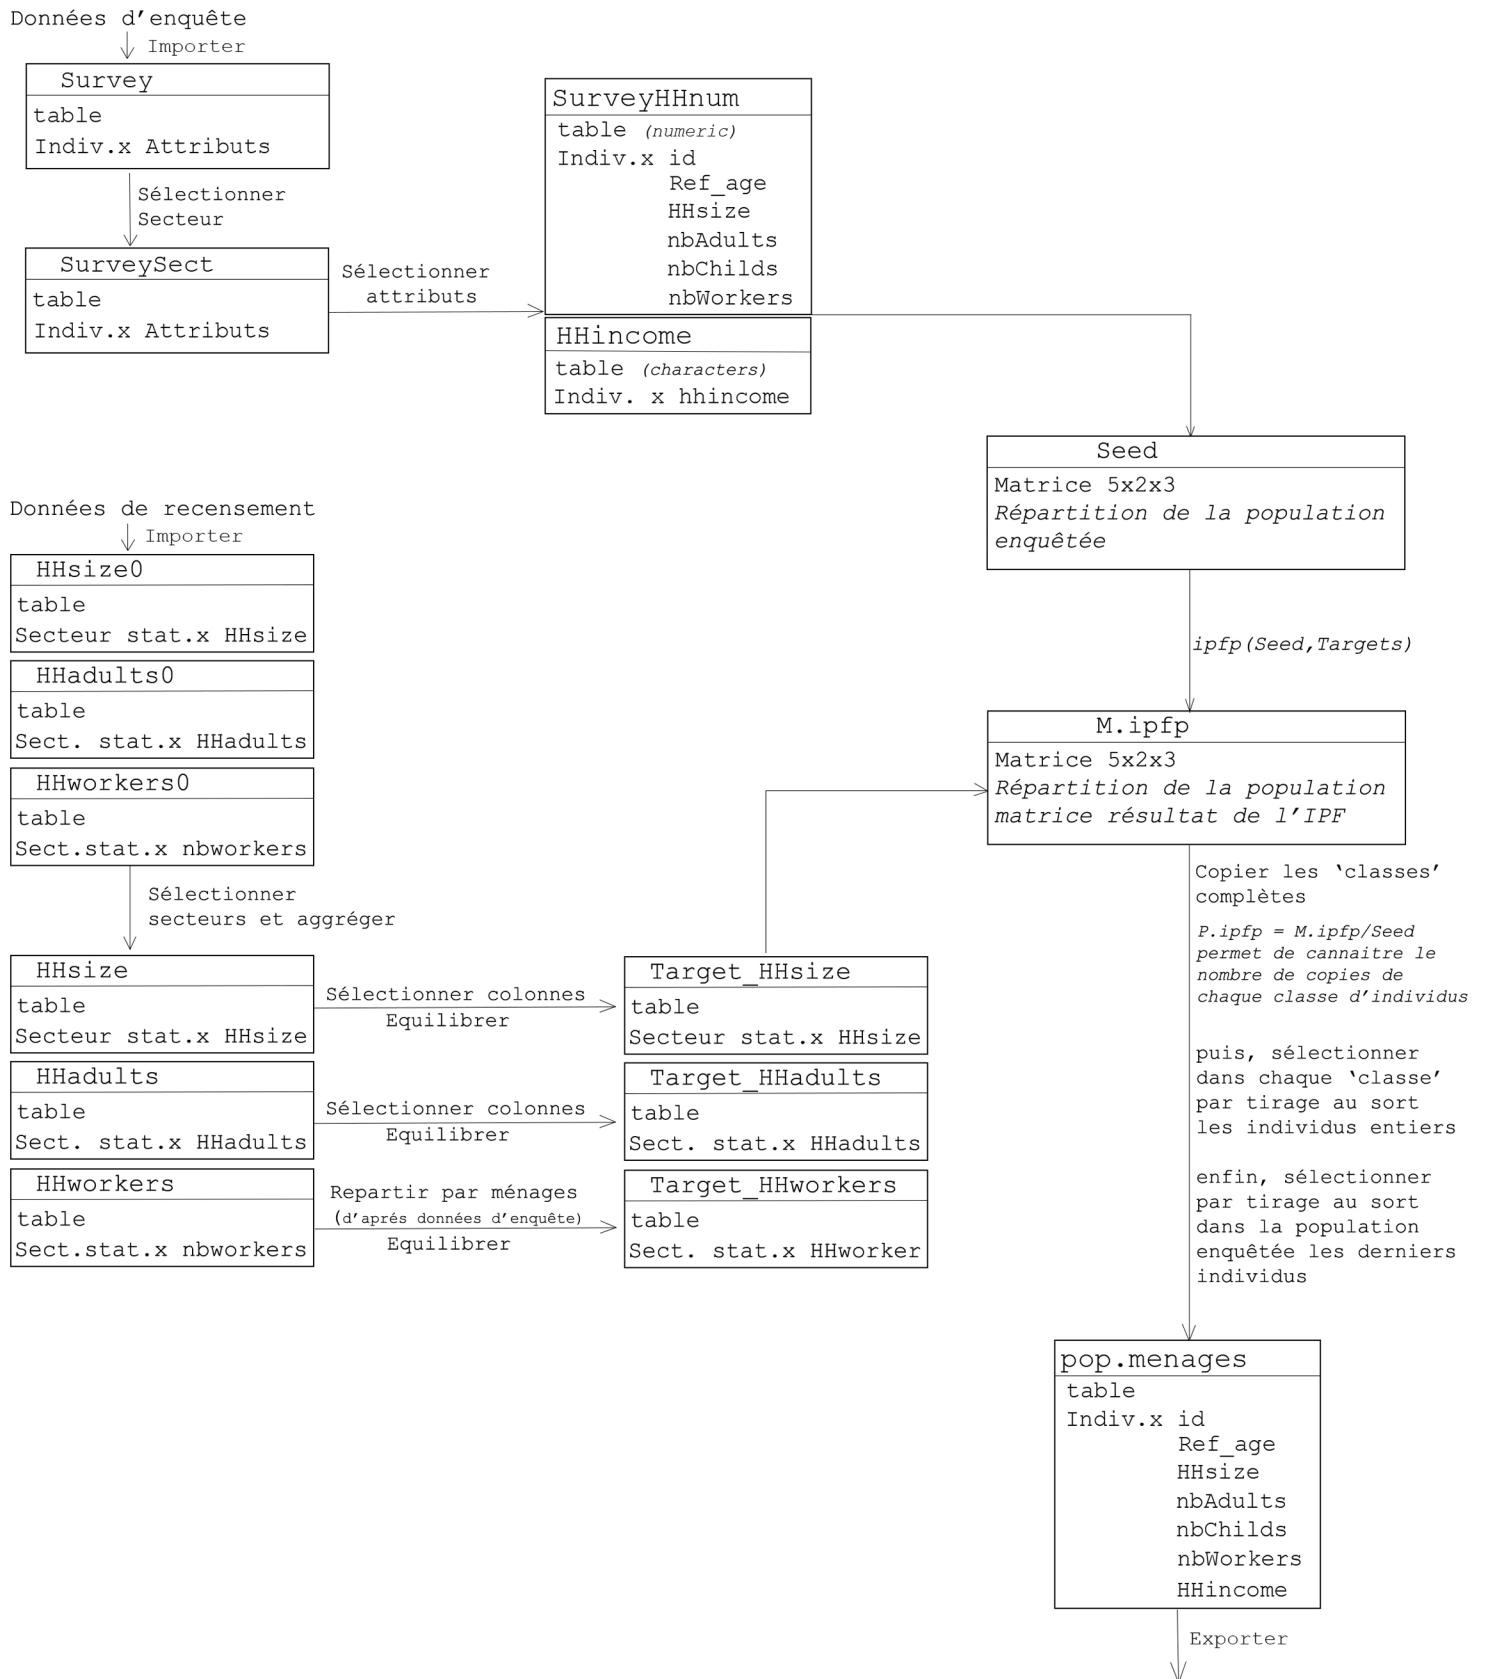 Données d'enquête
Importer
Survey
table
Indiv.x Attributs
Sélectionner
Secteur
SurveySect
table
Indiv.x Attributs
Sélectionner
attributs
SurveyHHnum
table (numeric)
Indiv.x id
Ref_age
HHsize
nbAdults
nbChilds
nbWorkers
HHincome
table (characters)
Indiv. x hhincome
Seed
Matrice 5x2x3
Répartition de la population
enquêtée
ipfp(Seed,Targets)
M.ipfp
Matrice 5x2x3
Répartition de la population
matrice résultat de l'IPF
Données de recensement
Importer
HHsize0
table
Secteur stat.x HHsize
HHadults0
table
Sect. stat.x HHadults
HHworkers0
table
Sect.stat.x nbworkers
Sélectionner
secteurs et aggréger
HHsize
table
Secteur stat.x HHsize
HHadults
table
Sect. stat.x HHadults
HHworkers
table
Sect.stat.x nbworkers
Sélectionner colonnes
Equilibrer
Sélectionner colonnes
Equilibrer
Repartir par ménages
(d'aprés données d'enquête)
Equilibrer
Target_HHsize
table
Secteur stat.x HHsize
Target_HHadults
table
Sect. stat.x HHadults
Target_HHworkers
table
Sect. stat.x HHworker
Copier les ‘classes’
complètes
P.ipfp = M.ipfp/Seed
permet de cannaitre le
nombre de copies de
chaque classe d'individus
puis, sélectionner
dans chaque ‘classe’
par tirage au sort
les individus entiers
enfin, sélectionner
par tirage au sort
dans la population
enquêtée les derniers
individus
pop.menages
table
Indiv.x id
Ref_age
HHsize
nbAdults
nbChilds
nbWorkers
HHincome
Exporter